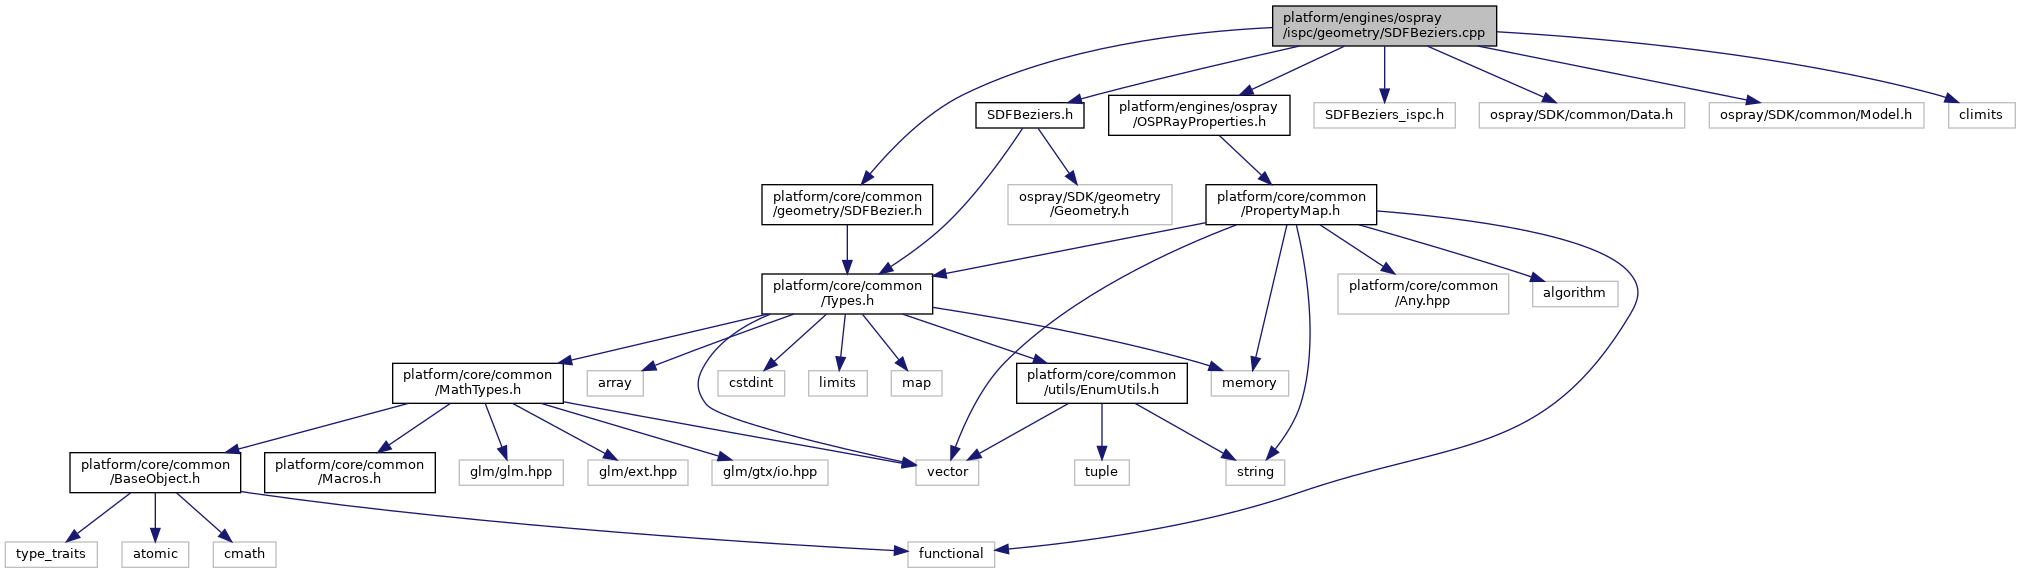 platform/engines/ospray
/ispc/geometry/SDFBeziers.cpp
SDFBeziers.h
platform/engines/ospray
/OSPRayProperties.h
SDFBeziers_ispc.h
ospray/SDK/common/Data.h
ospray/SDK/common/Model.h
climits
platform/core/common
/geometry/SDFBezier.h
ospray/SDK/geometry
/Geometry.h
platform/core/common
/PropertyMap.h
platform/core/common
/Types.h
platform/core/common
/Any.hpp
algorithm
platform/core/common
/MathTypes.h
array
cstdint
limits
map
platform/core/common
/utils/EnumUtils.h
memory
platform/core/common
/BaseObject.h
platform/core/common
/Macros.h
glm/glm.hpp
glm/ext.hpp
glm/gtx/io.hpp
vector
tuple
string
type_traits
atomic
cmath
functional